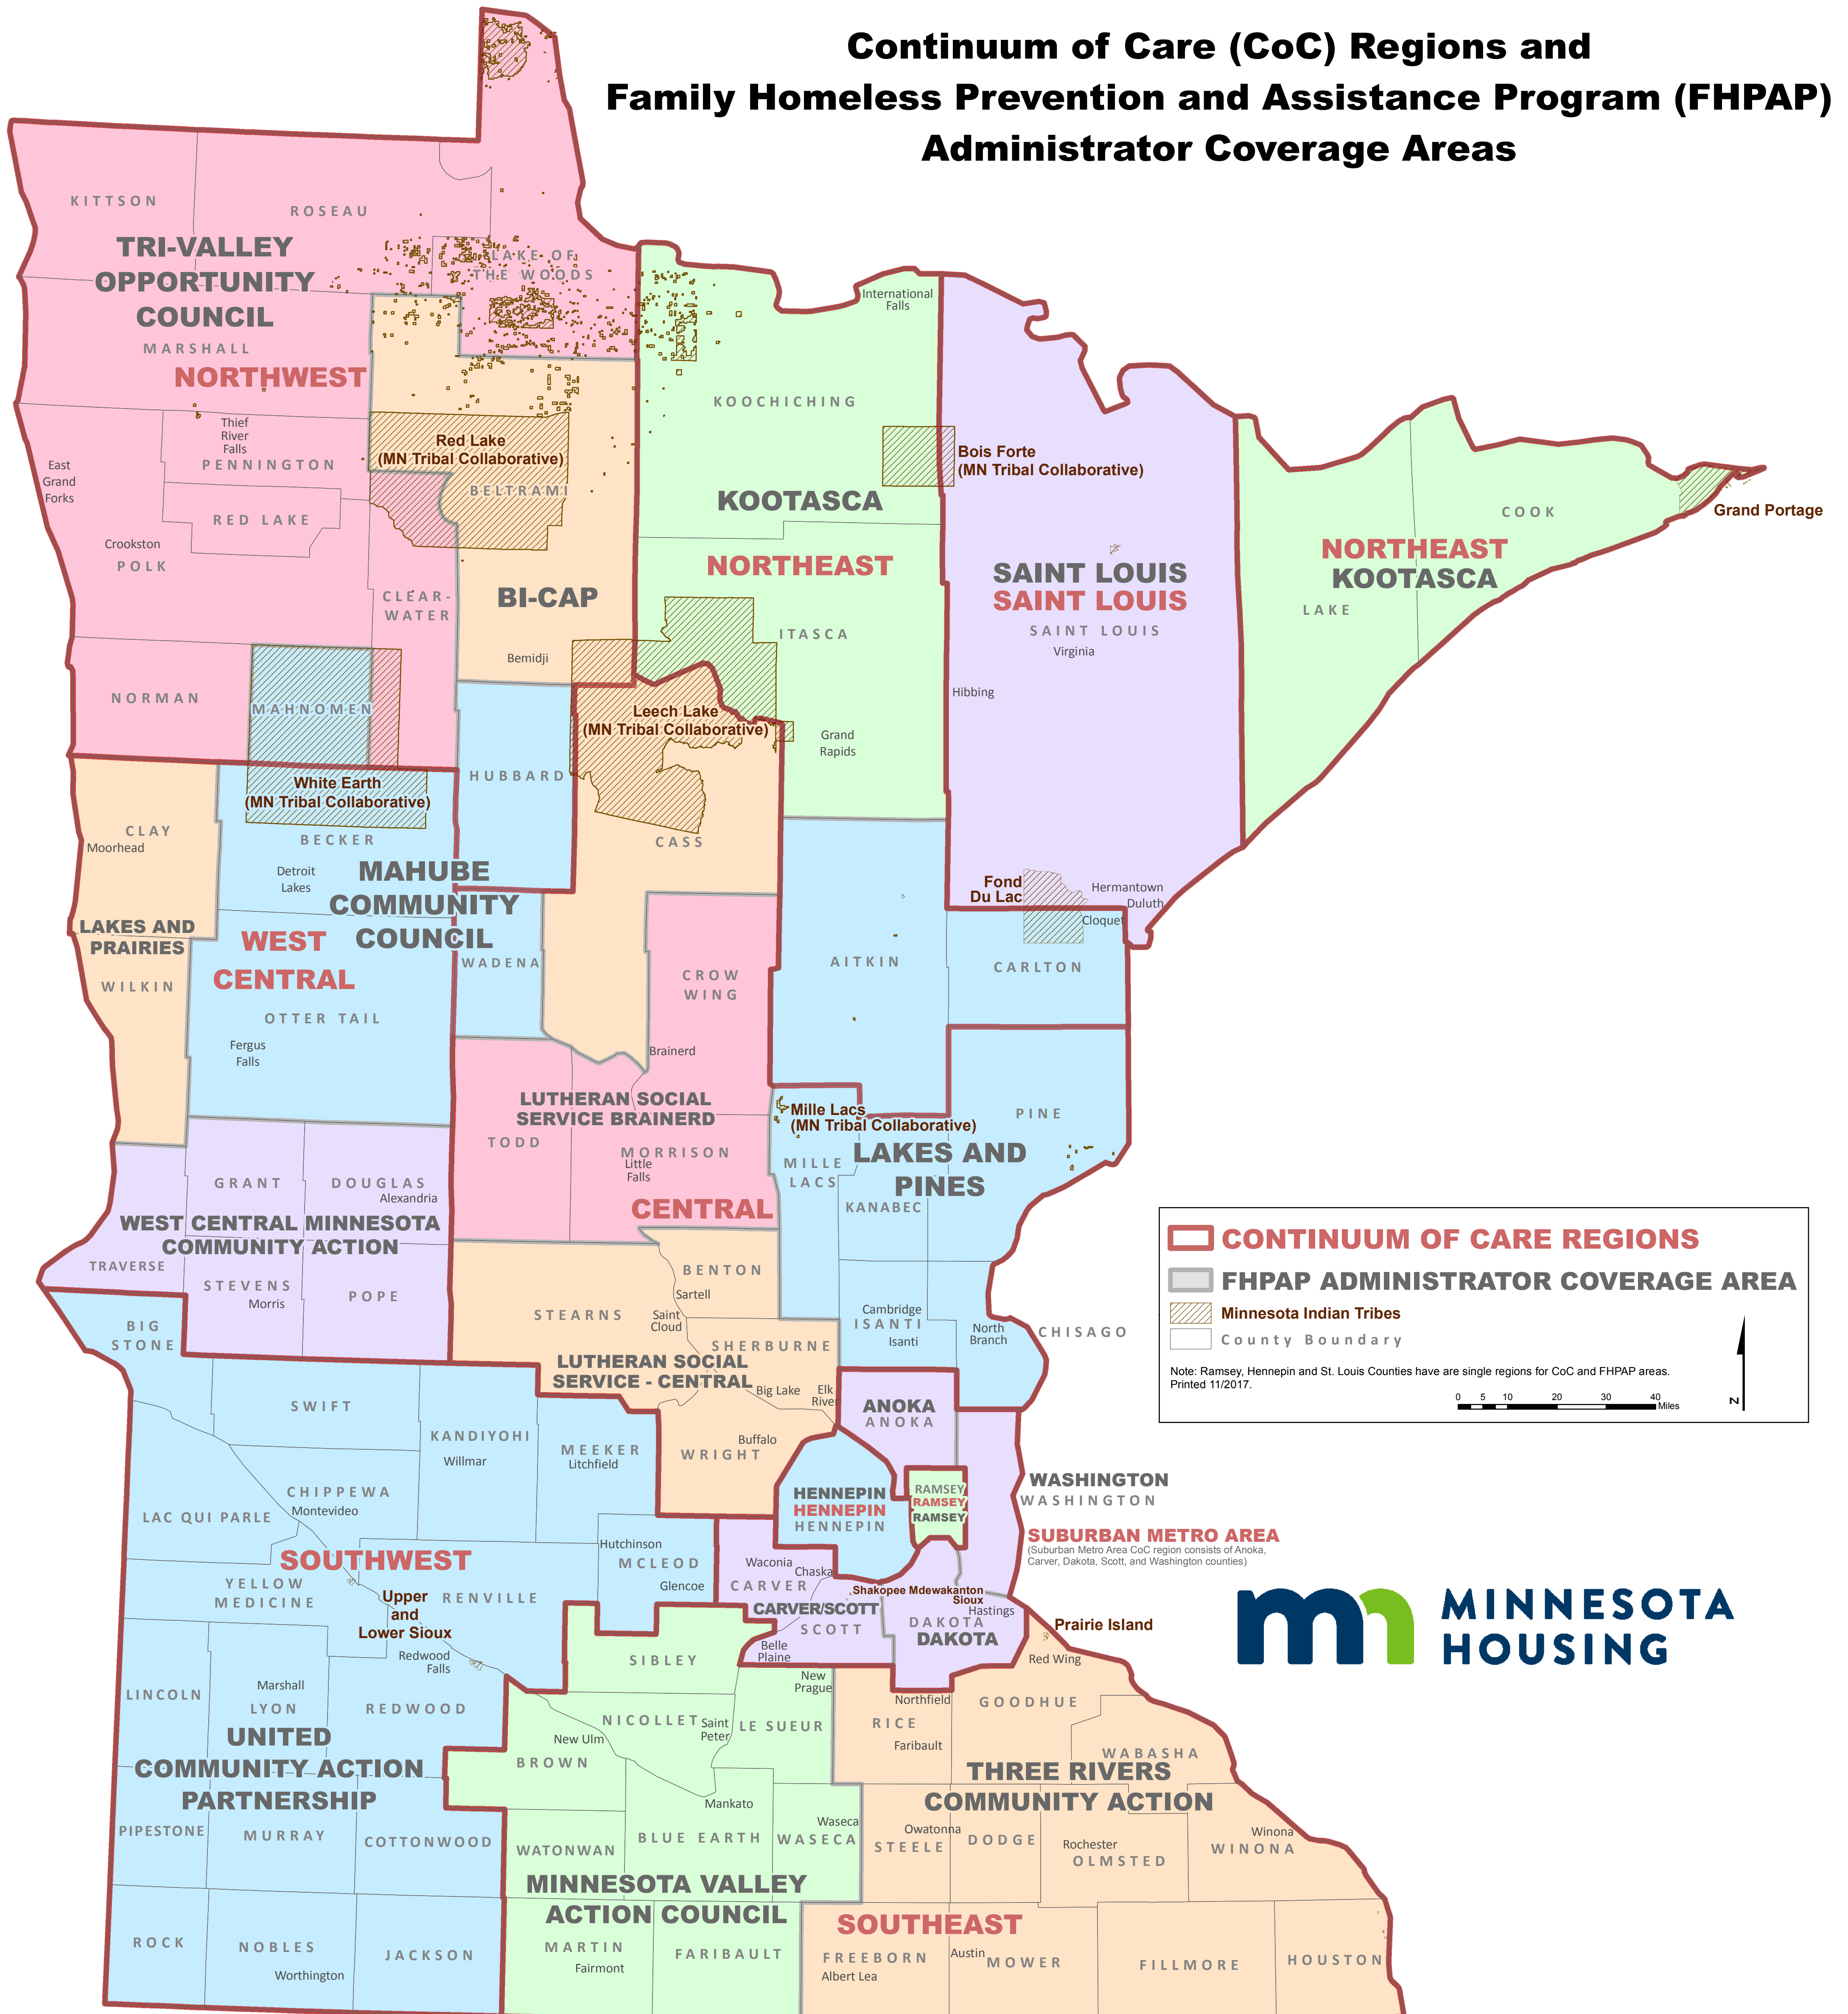 Continuum of Care (CoC) Regions and
Family Homeless Prevention and Assistance Program (FHPAP)
Administrator Coverage Areas
KITTSON
ROSEAU
TRI-VALLEY
OPPORTUNITY
COUNCIL
LAKE OF
THE WOODS
MARSHALL
NORTHWEST
International
Falls
KOOCHICHING
Thief
River
Falls
PENNINGTON
East
Grand
Forks
Red Lake
(MN Tribal Collaborative)
BELTRAMI
Bois Forte
(MN Tribal Collaborative)
KOOTASCA
RED LAKE
Crookston
POLK
CLEAR-
WATER
BI-CAP
NORTHEAST
ITASCA
Bemidji
SAINT LOUIS
SAINT LOUIS
SAINT LOUIS
Virginia
Hibbing
COOK
Grand Portage
NORTHEAST
KOOTASCA
LAKE
NORMAN
MAHNOMEN
Leech Lake
(MN Tribal Collaborative)
Grand
Rapids
HUBBARD
White Earth
(MN Tribal Collaborative)
CLAY
Moorhead
BECKER
Detroit
Lakes
CASS
MAHUBE
COMMUNITY
COUNCIL
LAKES AND
PRAIRIES
WEST
CENTRAL
WADENA
WILKIN
OTTER TAIL
Fergus
Falls
CROW
WING
Brainerd
AITKIN
Fond
Du Lac
Hermantown
Duluth
Cloquet
CARLTON
LUTHERAN SOCIAL
SERVICE BRAINERD
TODD
MORRISON
Little
Falls
CENTRAL
Mille Lacs
(MN Tribal Collaborative)
PINE
LAKES AND
PINES
MILLE
LACS
KANABEC
GRANT
DOUGLAS
Alexandria
WEST CENTRAL MINNESOTA
COMMUNITY ACTION
TRAVERSE
STEVENS
Morris
POPE
BENTON
Sartell
STEARNS
Saint
Cloud
SHERBURNE
LUTHERAN SOCIAL
SERVICE - CENTRAL
Big Lake
Elk
River
Cambridge
ISANTI
Isanti
North
Branch
CHISAGO
CONTINUUM OF CARE REGIONS
FHPAP ADMINISTRATOR COVERAGE AREA
Minnesota Indian Tribes
County Boundary
Note: Ramsey, Hennepin and St. Louis Counties have are single regions for CoC and FHPAP areas.
Printed 11/2017.
0 5 10 20 30 40
Miles
N
BIG
STONE
SWIFT
KANDIYOHI
Willmar
MEEKER
Litchfield
Buffalo
WRIGHT
ANOKA
ANOKA
CHIPPEWA
Montevideo
LAC QUI PARLE
HENNEPIN
HENNEPIN
HENNEPIN
RAMSEY
RAMSEY
RAMSEY
WASHINGTON
WASHINGTON
SUBURBAN METRO AREA
(Suburban Metro Area CoC region consists of Anoka,
Carver, Dakota, Scott, and Washington counties)
SOUTHWEST
Hutchinson
MCLEOD
Glencoe
YELLOW
MEDICINE
RENVILLE
Upper
and
Lower Sioux
Redwood
Falls
Waconia
Chaska
CARVER
CARVER/SCOTT
SCOTT
Belle
Plaine
Shakopee Mdewakanton
Sioux
Hastings
DAKOTA
DAKOTA
Prairie Island
Red Wing
MINNESOTA
HOUSING
SIBLEY
New
Prague
LINCOLN
Marshall
LYON
REDWOOD
UNITED
COMMUNITY ACTION
PARTNERSHIP
NICOLLET
Saint
Peter
LE SUEUR
New Ulm
BROWN
Northfield
RICE
Faribault
GOODHUE
WABASHA
THREE RIVERS
COMMUNITY ACTION
Mankato
PIPESTONE
MURRAY
COTTONWOOD
WATONWAN
BLUE EARTH
Waseca
WASECA
Owatonna
STEELE
DODGE
Rochester
OLMSTED
Winona
WINONA
MINNESOTA VALLEY
ACTION COUNCIL
SOUTHEAST
ROCK
NOBLES
Worthington
JACKSON
MARTIN
Fairmont
FARIBAULT
FREEBORN
Albert Lea
Austin
MOWER
FILLMORE
HOUSTON